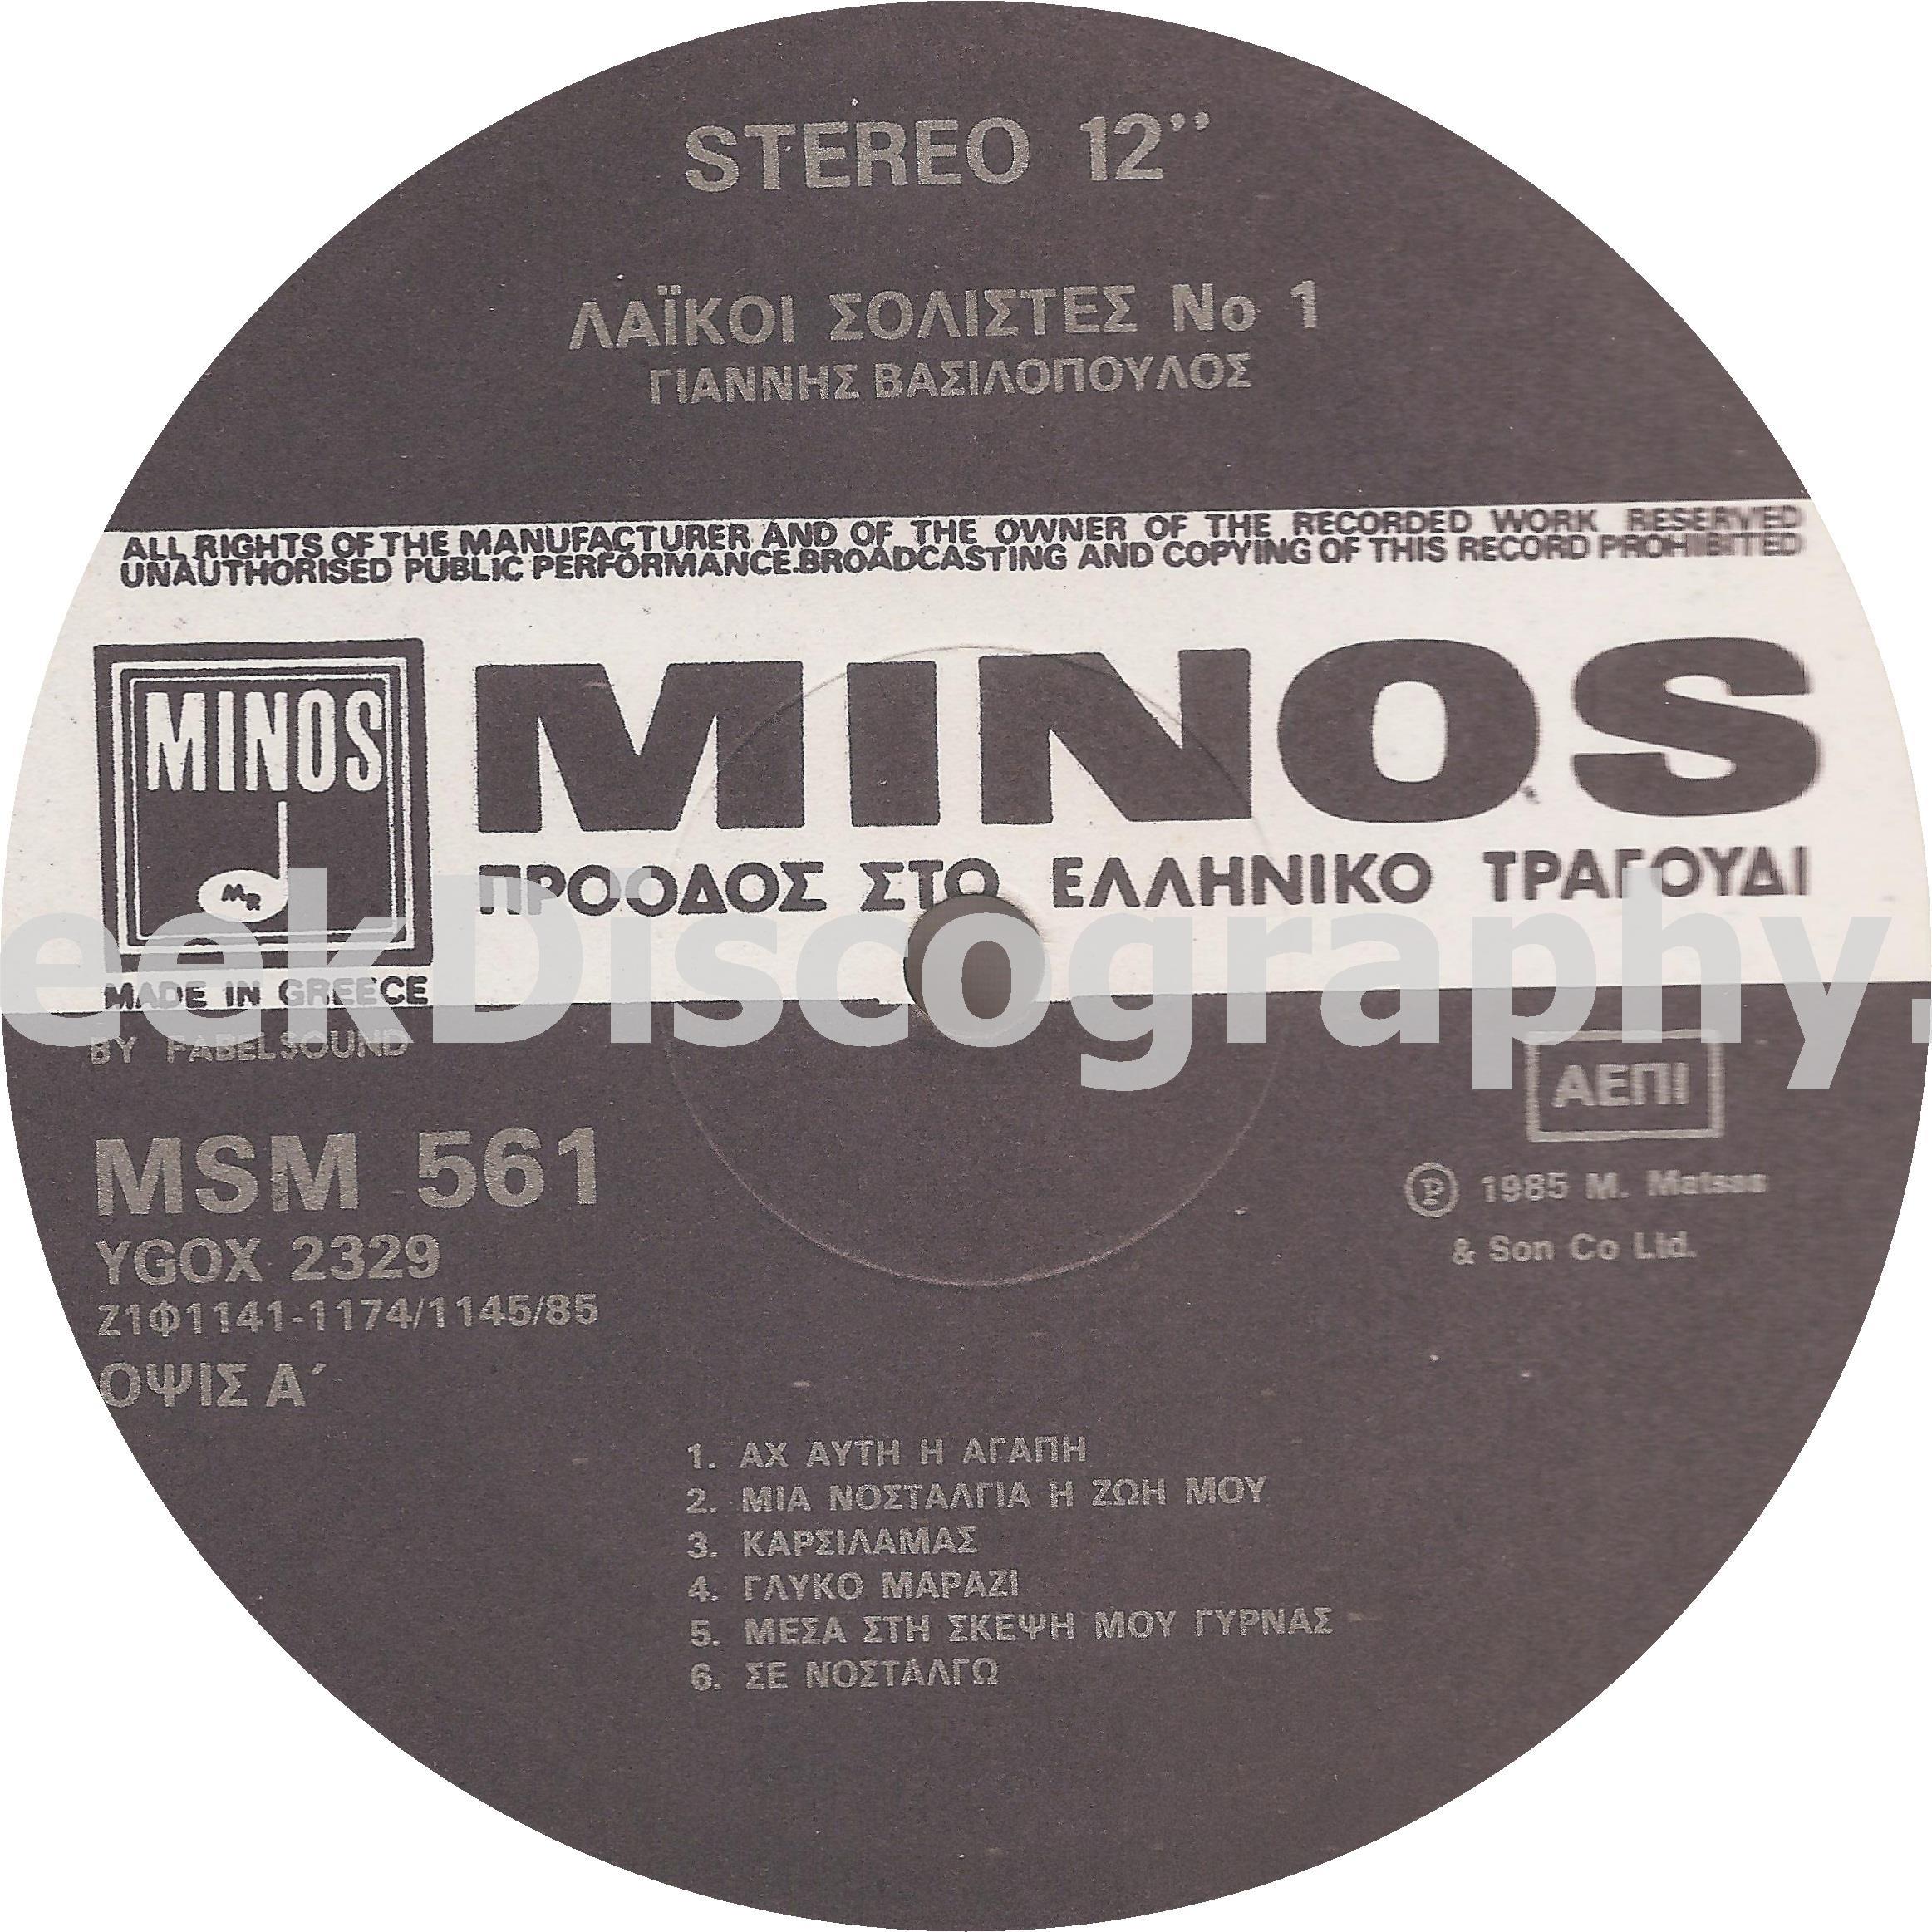 STEREO 12’’
ΛΑΪΚΟΙ ΣΟΛΙΣΤΕΣ Νο 1
ΓΙΑΝΝΗΣ ΒΑΣΙΛΟΠΟΥΛΟΣ
ALL RIGHTS OF THE MANUFACTURER AND OF THE OWNER OF THE RECORDED WORK RESERVED
UNAUTHORISED PUBLIC PERFORMANCE.BROADCASTING AND COPYING OF THIS RECORD PROHIBITED
MINOS
MR
MINOS
ΠΡΟΟΔΟΣ ΣΤΟ ΕΛΛΗΝΙΚΟ ΤΡΑΓΟΥΔΙ
eekDiscography.
MADE IN GREECE
BY FABELSOUND
ΑΕΠΙ
MSM 561
YGOX 2329
Ζ1Φ1141-1174/1145/85
ΟΨΙΣ Α΄
Ⓟ 1985 M. Matsas
& Son Co Ltd.
1. ΑΧ ΑΥΤΗ Η ΑΓΑΠΗ
2. ΜΙΑ ΝΟΣΤΑΛΓΙΑ Η ΖΩΗ ΜΟΥ
3. ΚΑΡΣΙΛΑΜΑΣ
4. ΓΛΥΚΟ ΜΑΡΑΖΙ
5. ΜΕΣΑ ΣΤΗ ΣΚΕΨΗ ΜΟΥ ΓΥΡΝΑΣ
6. ΣΕ ΝΟΣΤΑΛΓΩ